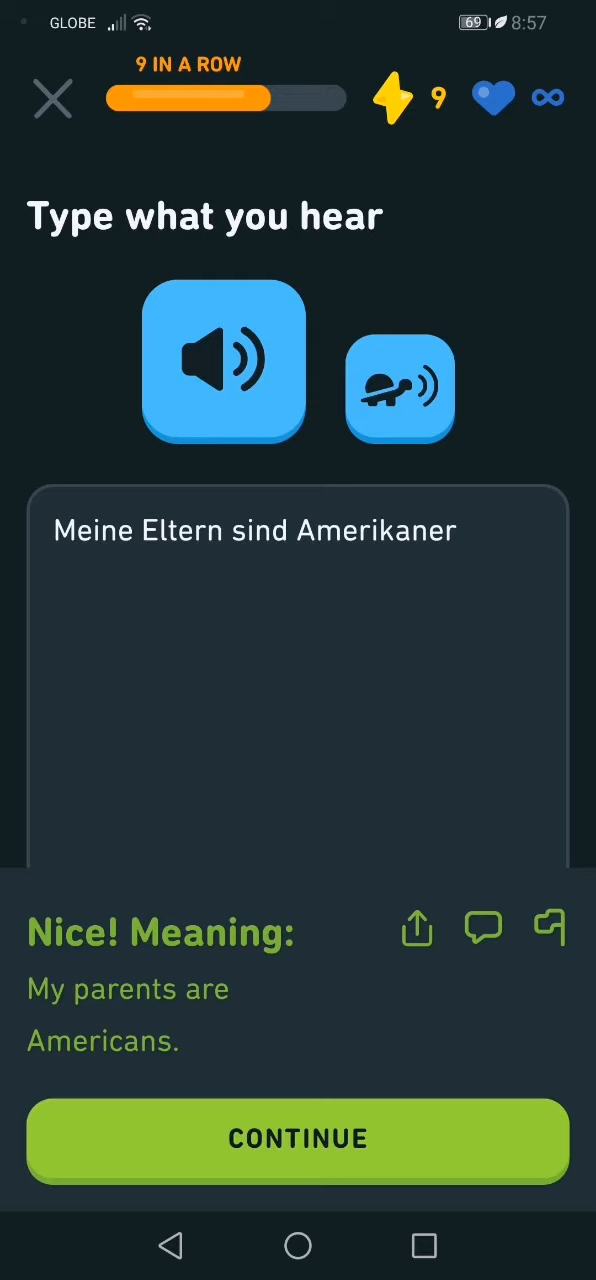 GLOBE 69 8:57
9 IN A ROW
9
Type what you hear
Meine Eltern sind Amerikaner
Nice! Meaning:
My parents are
Americans.
CONTINUE